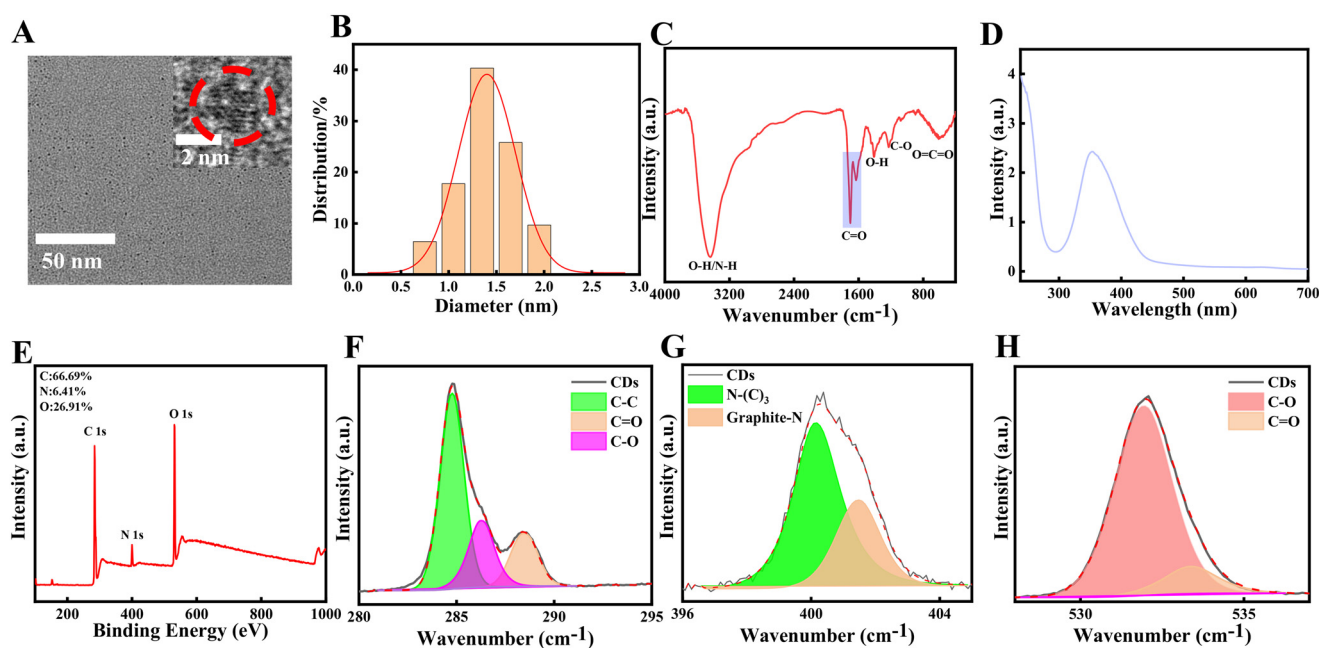 A
2 nm
50 nm
B
Distribution/%
40
30
20
10
0
0.0 0.5 1.0 1.5 2.0 2.5 3.0
Diameter (nm)
C
Intensity (a.u.)
O-H/N-H
C=O
O-H
C-O
O=C=O
4000 3200 2400 1600 800
Wavenumber (cm-1)
D
Intensity (a.u.)
4
3
2
1
0
300 400 500 600 700
Wavelength (nm)
E
C:66.69%
N:6.41%
O:26.91%
C 1s
N 1s
O 1s
Intensity (a.u.)
200 400 600 800 1000
Binding Energy (eV)
F
CDs
C-C
C=O
C-O
Intensity (a.u.)
280 285 290 295
Wavenumber (cm-1)
G
CDs
N-(C)3
Graphite-N
Intensity (a.u.)
396 400 404
Wavenumber (cm-1)
H
CDs
C-O
C=O
Intensity (a.u.)
530 535
Wavenumber (cm-1)